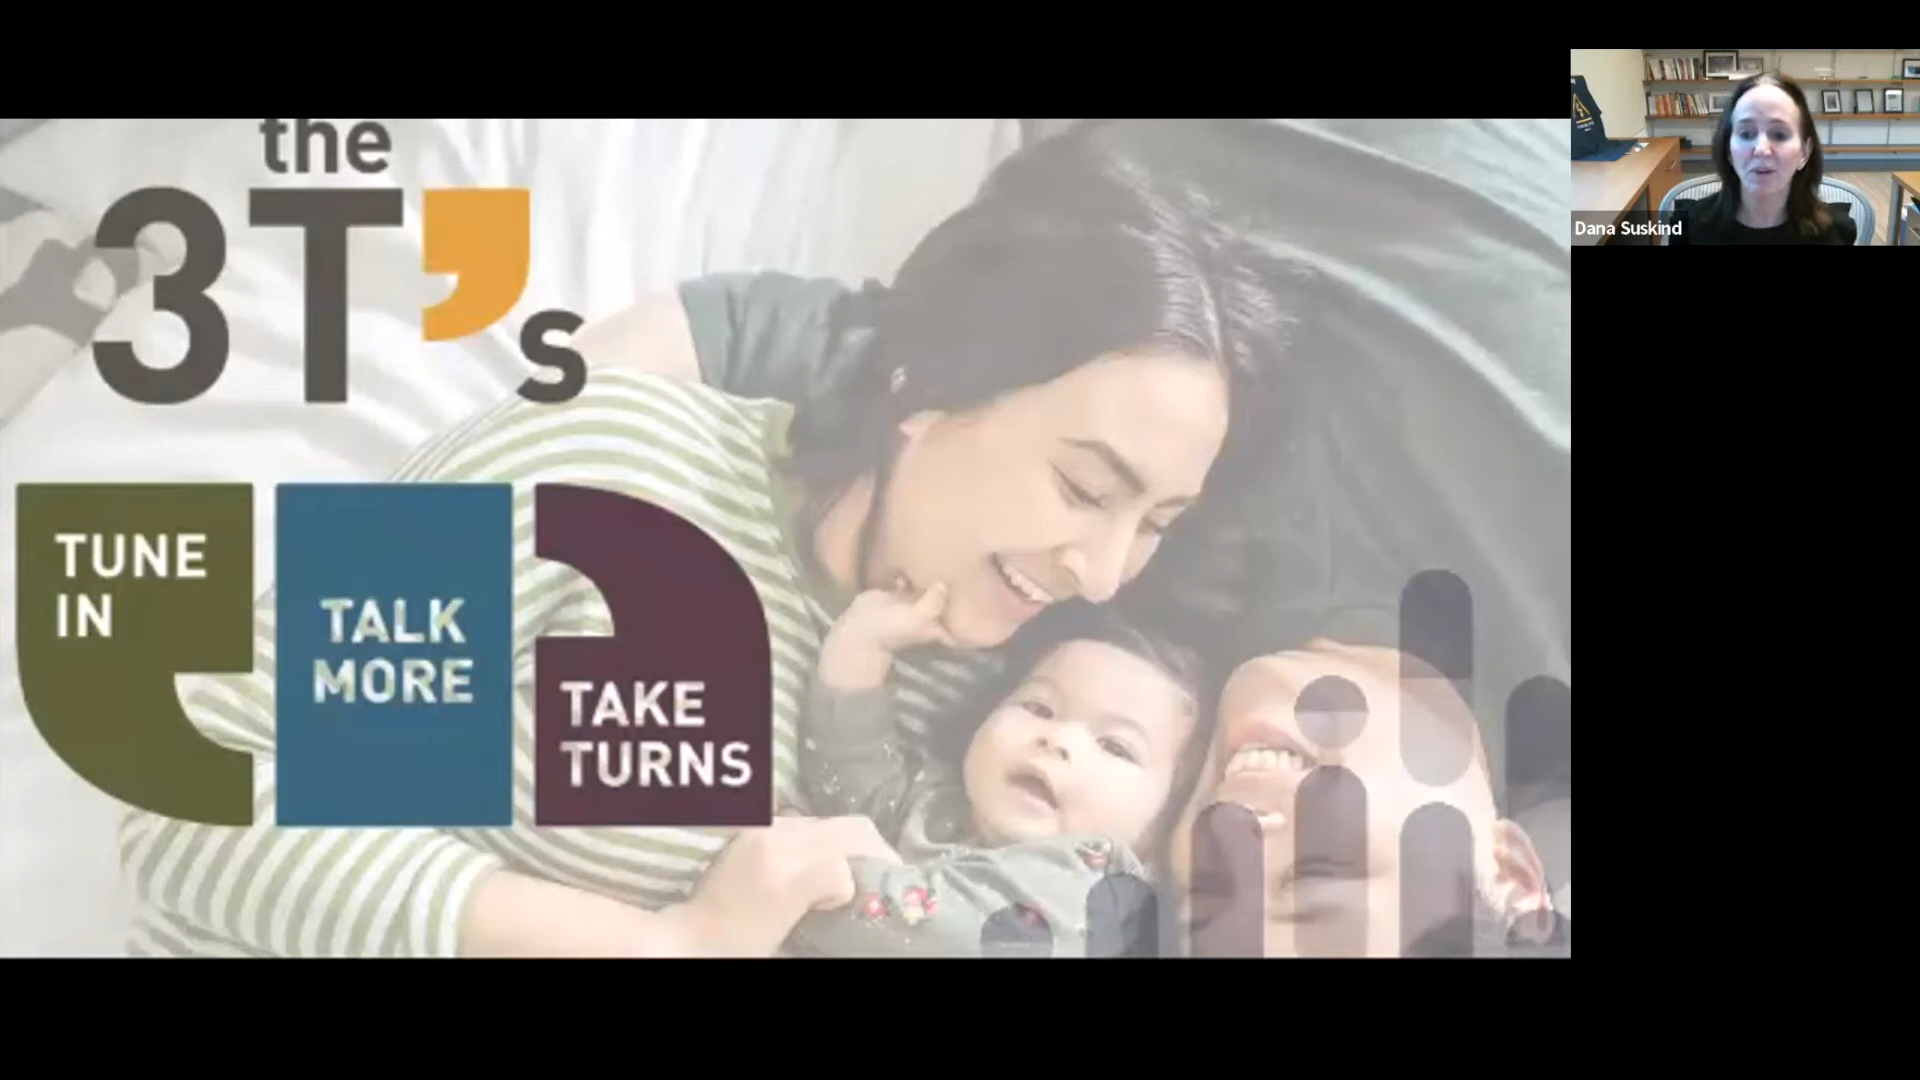 the
3T's
TUNE
IN
TALK
MORE
TAKE
TURNS
Dana Suskind